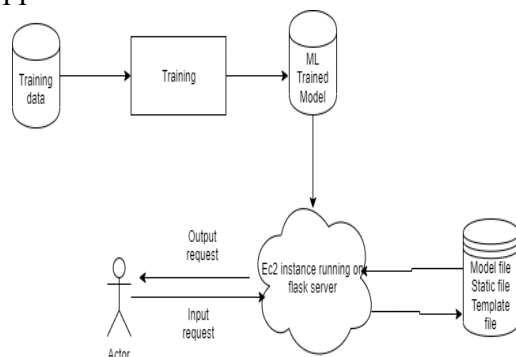 Training
data
Training
ML
Trained
Model
Output
request
Ec2 instance running on
flask server
Model file
Static file
Template
file
Input
request
Actor